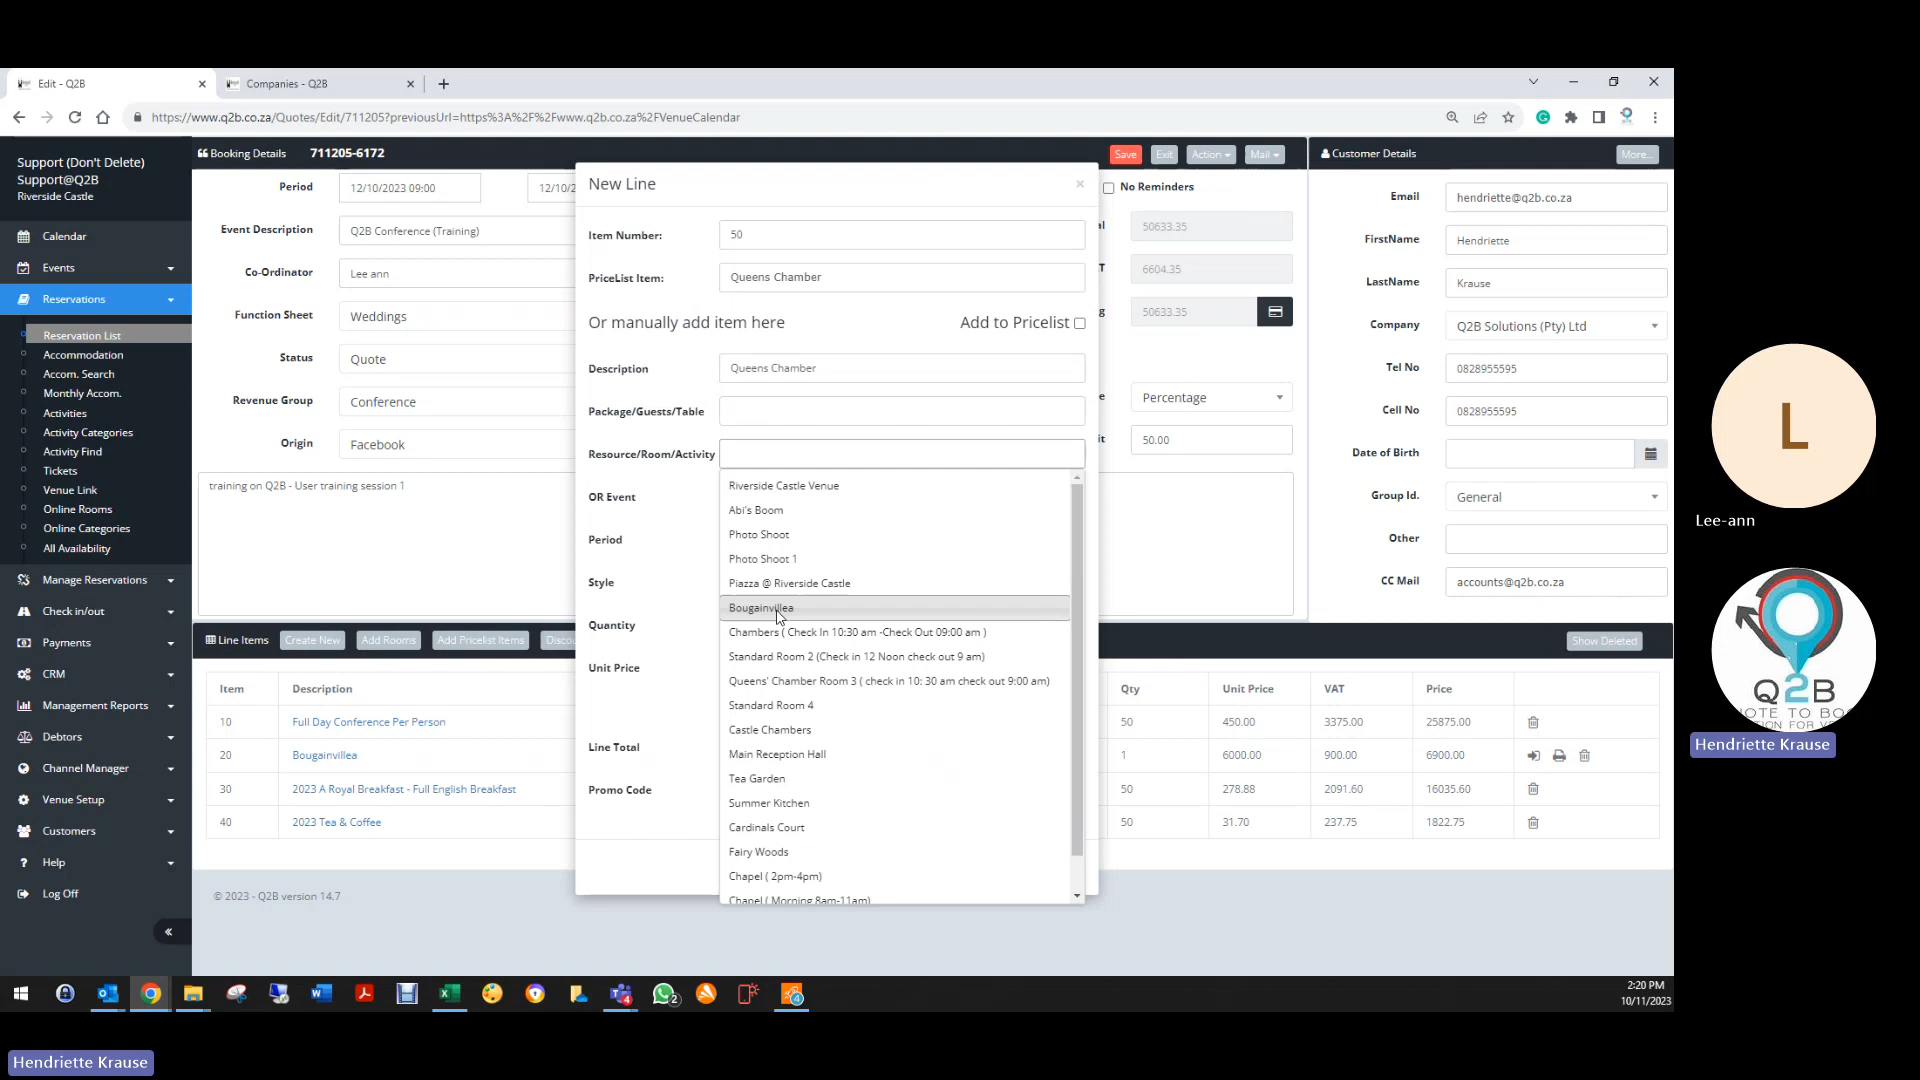 Edit - Q2B
Companies - Q2B
https://www.q2b.co.za/Quotes/Edit/711205?previousUrl=https%3A%2F%2Fwww.q2b.co.za%2FVenueCalendar
Support (Don't Delete)
Support@Q2B
Riverside Castle
Calendar
Events
Reservations
Reservation List
Accommodation
Accom. Search
Monthly Accom.
Activities
Activity Categories
Activity Find
Tickets
Venue Link
Online Rooms
Online Categories
All Availability
Manage Reservations
Check in/out
Payments
CRM
Management Reports
Debtors
Channel Manager
Venue Setup
Customers
Help
Log Off
Booking Details 711205-6172
Save Exit Action Mail
Period 12/10/2023 09:00 12/10/2
Event Description Q2B Conference (Training)
Co-Ordinator Lee ann
Function Sheet Weddings
Status Quote
Revenue Group Conference
Origin Facebook
training on Q2B - User training session 1
New Line
Item Number: 50
PriceList Item: Queens Chamber
Or manually add item here Add to Pricelist
Description Queens Chamber
Package/Guests/Table
Resource/Room/Activity
OR Event
Period
Style
Quantity
Unit Price
Line Total
Promo Code
Riverside Castle Venue
Abi's Boom
Photo Shoot
Photo Shoot 1
Piazza @ Riverside Castle
Bougainvillea
Chambers ( Check In 10:30 am -Check Out 09:00 am )
Standard Room 2 (Check in 12 Noon check out 9 am)
Queens' Chamber Room 3 ( check in 10: 30 am check out 9:00 am)
Standard Room 4
Castle Chambers
Main Reception Hall
Tea Garden
Summer Kitchen
Cardinals Court
Fairy Woods
Chapel ( 2pm-4pm)
Chapel ( Morning 8am-11am)
No Reminders
al 50633.35
T 6604.35
g 50633.35
e Percentage
it 50.00
Customer Details More...
Email hendriette@q2b.co.za
FirstName Hendriette
LastName Krause
Company Q2B Solutions (Pty) Ltd
Tel No 0828955595
Cell No 0828955595
Date of Birth
Group Id. General
Other
CC Mail accounts@q2b.co.za
Line Items Create New Add Rooms Add Pricelist Items Discou
Show Deleted
Item Description Qty Unit Price VAT Price
10 Full Day Conference Per Person 50 450.00 3375.00 25875.00
20 Bougainvillea 1 6000.00 900.00 6900.00
30 2023 A Royal Breakfast - Full English Breakfast 50 278.88 2091.60 16035.60
40 2023 Tea & Coffee 50 31.70 237.75 1822.75
© 2023 - Q2B version 14.7
2:20 PM
10/11/2023
L
Lee-ann
Q2B
Hendriette Krause
Hendriette Krause